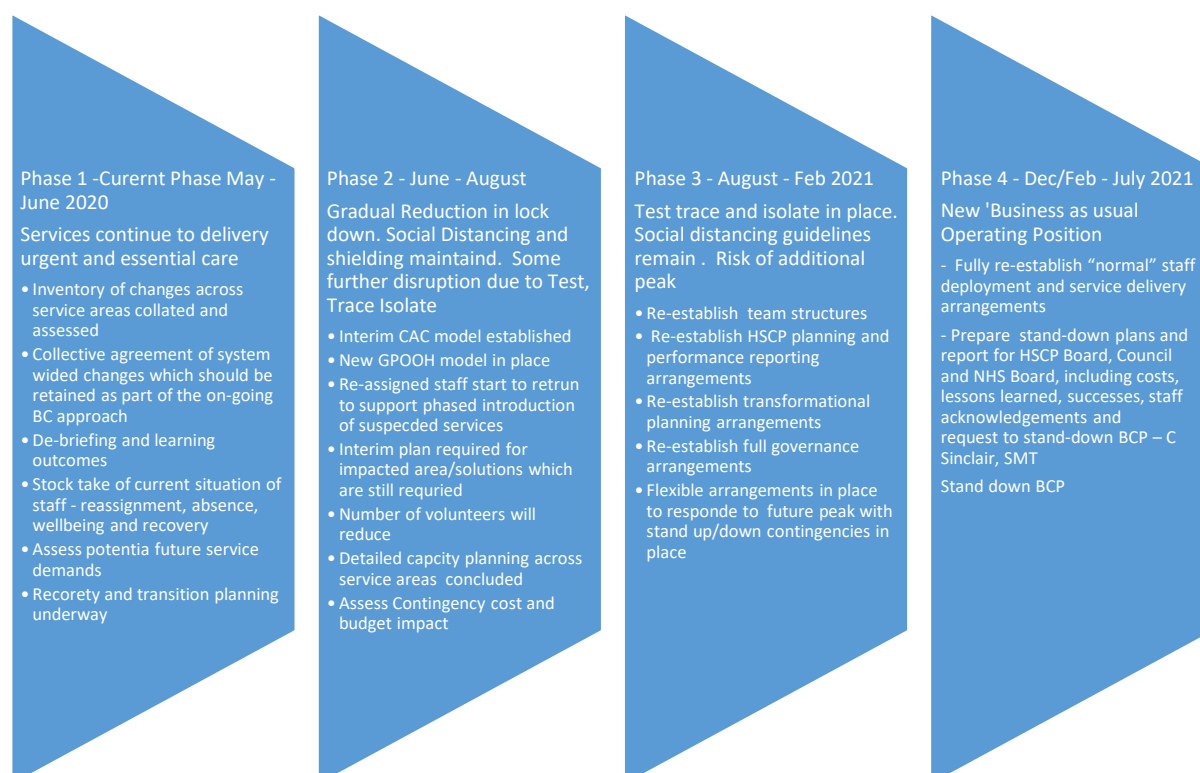 Phase 1 -Curernt Phase May -
June 2020
Services continue to delivery
urgent and essential care
• Inventory of changes across
service areas collated and
assessed
• Collective agreement of system
wided changes which should be
retained as part of the on-going
BC approach
• De-briefing and learning
outcomes
• Stock take of current situation of
staff - reassignment, absence,
wellbeing and recovery
• Assess potentia future service
demands
• Recorety and transition planning
underway
Phase 2 - June - August
Gradual Reduction in lock
down. Social Distancing and
shielding maintaind.  Some
further disruption due to Test,
Trace Isolate
• Interim CAC model established
• New GPOOH model in place
• Re-assigned staff start to retrun
to support phased introduction
of suspecded services
• Interim plan required for
impacted area/solutions which
are still requried
• Number of volunteers will
reduce
• Detailed capcity planning across
service areas  concluded
• Assess Contingency cost and
budget impact
Phase 3 - August - Feb 2021
Test trace and isolate in place.
Social distancing guidelines
remain .  Risk of additional
peak
• Re-establish  team structures
•  Re-establish HSCP planning and
performance reporting
arrangements
• Re-establish transformational
planning arrangements
• Re-establish full governance
arrangements
• Flexible arrangements in place
to responde to  future peak with
stand up/down contingencies in
place
Phase 4 - Dec/Feb - July 2021
New 'Business as usual
Operating Position
-  Fully re-establish “normal” staff
deployment and service delivery
arrangements
- Prepare  stand-down plans and
report for HSCP Board, Council
and NHS Board, including costs,
lessons learned, successes, staff
acknowledgements and
request to stand-down BCP – C
Sinclair, SMT
Stand down BCP